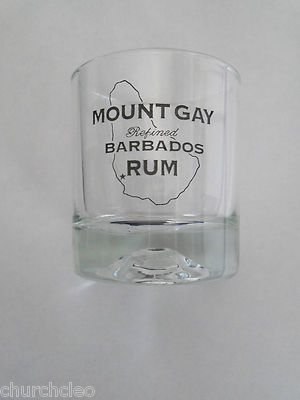 MOUNT GAY
Refined
BARBADOS
RUM
churchcleo